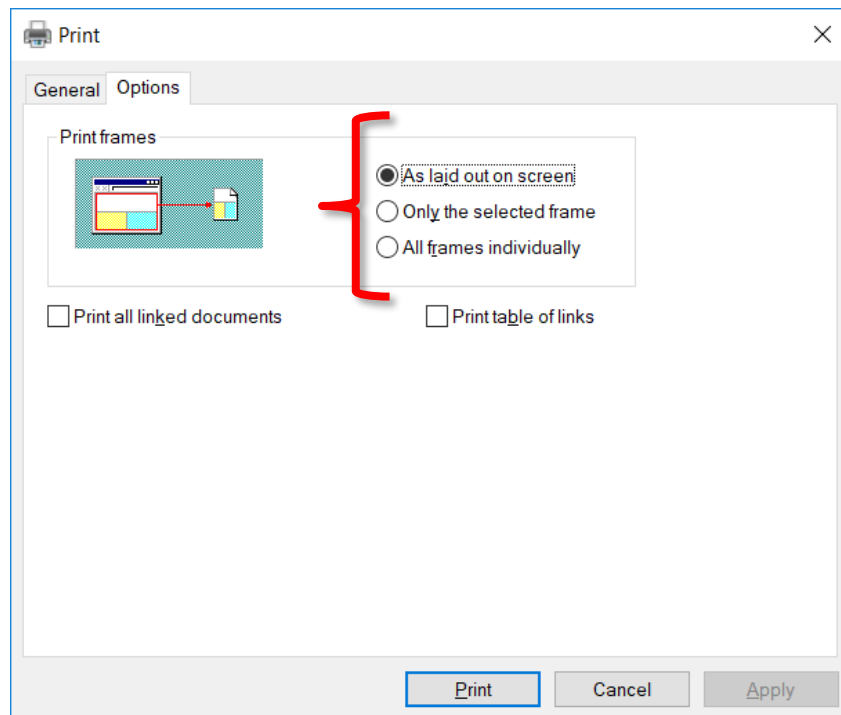 Print
General Options
Print frames
As laid out on screen
Only the selected frame
All frames individually
Print all linked documents Print table of links
Print Cancel Apply